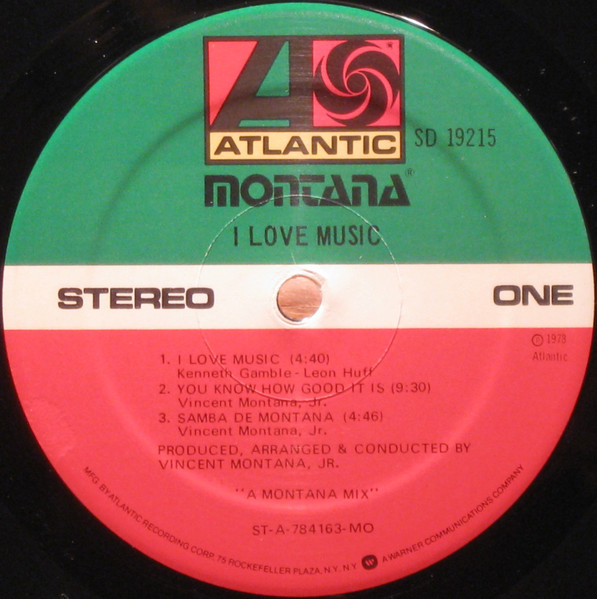 ATLANTIC
SD 19215
MONTANA®
I LOVE MUSIC
STEREO
ONE
℗ 1978
Atlantic
1. I LOVE MUSIC (4:40)
Kenneth Gamble - Leon Huff
2. YOU KNOW HOW GOOD IT IS (9:30)
Vincent Montana, Jr.
3. SAMBA DE MONTANA (4:46)
Vincent Montana, Jr.
PRODUCED, ARRANGED & CONDUCTED BY
VINCENT MONTANA, JR.
"A MONTANA MIX"
ST-A-784163-MO
MFG. BY ATLANTIC RECORDING CORP., 75 ROCKEFELLER PLAZA, N.Y., N.Y. A WARNER COMMUNICATIONS COMPANY